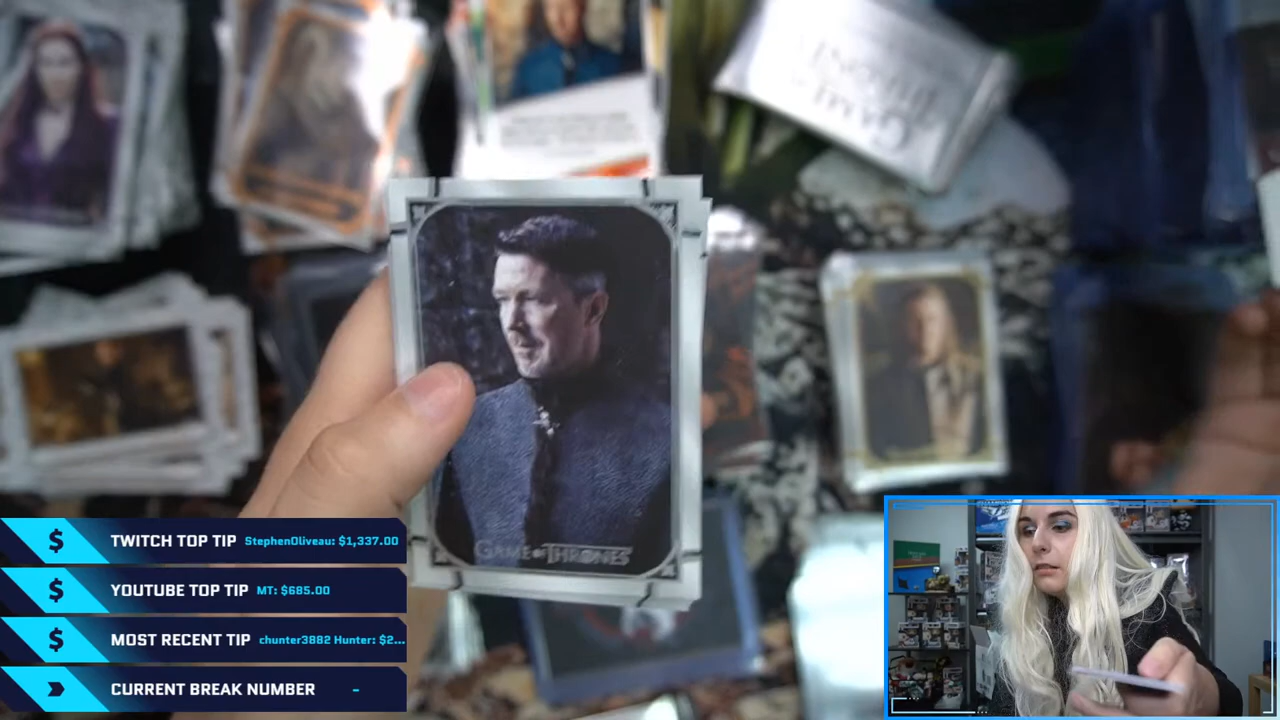 GAME OF THRONES
TWITCH TOP TIP StephenOliveau: $1,337.00
YOUTUBE TOP TIP MT: $685.00
MOST RECENT TIP chunter3882 Hunter: $2...
CURRENT BREAK NUMBER -